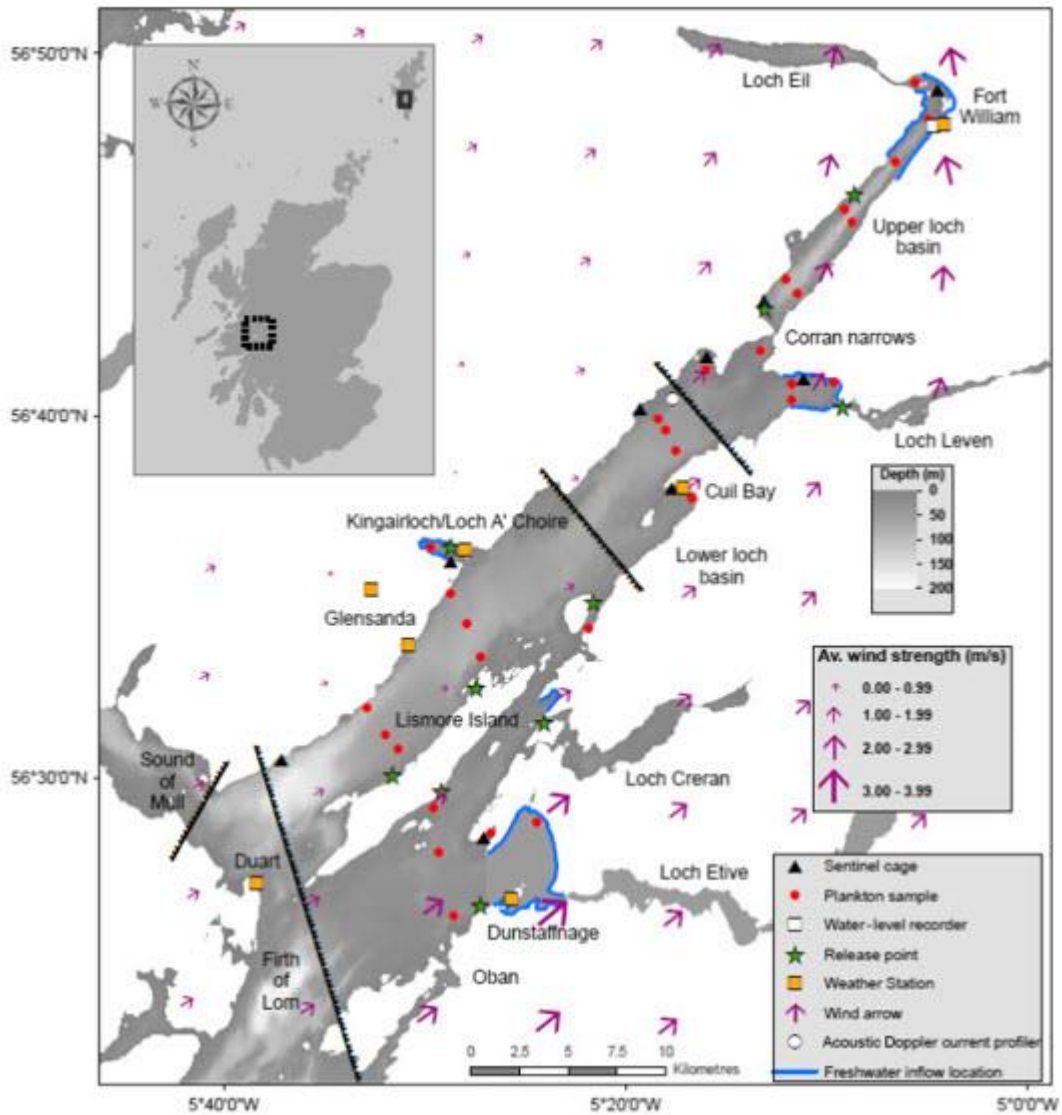 56°50'0"N
56°40'0"N
56°30'0"N
N
W
E
S
Loch Eil
Fort
William
Upper loch
basin
Corran narrows
Loch Leven
Cuil Bay
Kingairloch/Loch A' Choire
Lower loch
basin
Glensanda
Lismore Island
Sound
of
Mull
Loch Creran
Duart
Loch Etive
Dunstaffnage
Firth
of
Lorn
Oban
Depth (m)
0
50
100
150
200
Av. wind strength (m/s)
0.00 - 0.99
1.00 - 1.99
2.00 - 2.99
3.00 - 3.99
Sentinel cage
Plankton sample
Water-level recorder
Release point
Weather Station
Wind arrow
Acoustic Doppler current profiler
Freshwater inflow location
0 2.5 5 7.5 10
Kilometres
5°40'0"W
5°20'0"W
5°0'0"W